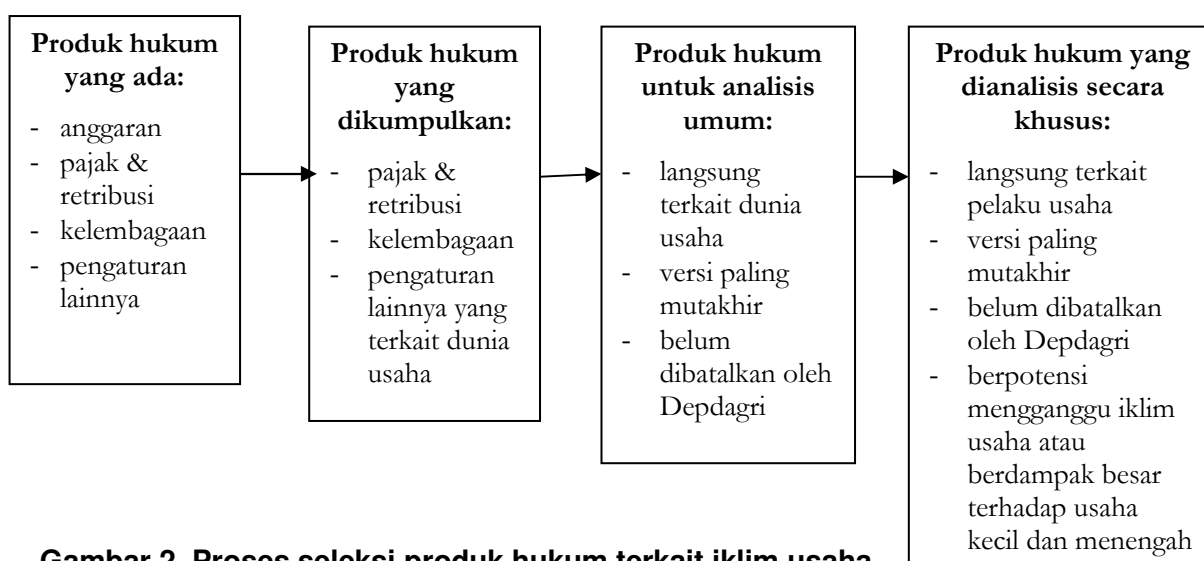 Produk hukum
yang ada:
- anggaran
- pajak &
retribusi
- kelembagaan
- pengaturan
lainnya
Produk hukum
yang
dikumpulkan:
- pajak &
retribusi
- kelembagaan
- pengaturan
lainnya yang
terkait dunia
usaha
Produk hukum
untuk analisis
umum:
- langsung
terkait dunia
usaha
- versi paling
mutakhir
- belum
dibatalkan oleh
Depdagri
Produk hukum yang
dianalisis secara
khusus:
- langsung terkait
pelaku usaha
- versi paling
mutakhir
- belum dibatalkan
oleh Depdagri
- berpotensi
mengganggu iklim
usaha atau
berdampak besar
terhadap usaha
kecil dan menengah
Gambar 2. Proses seleksi produk hukum terkait iklim usaha